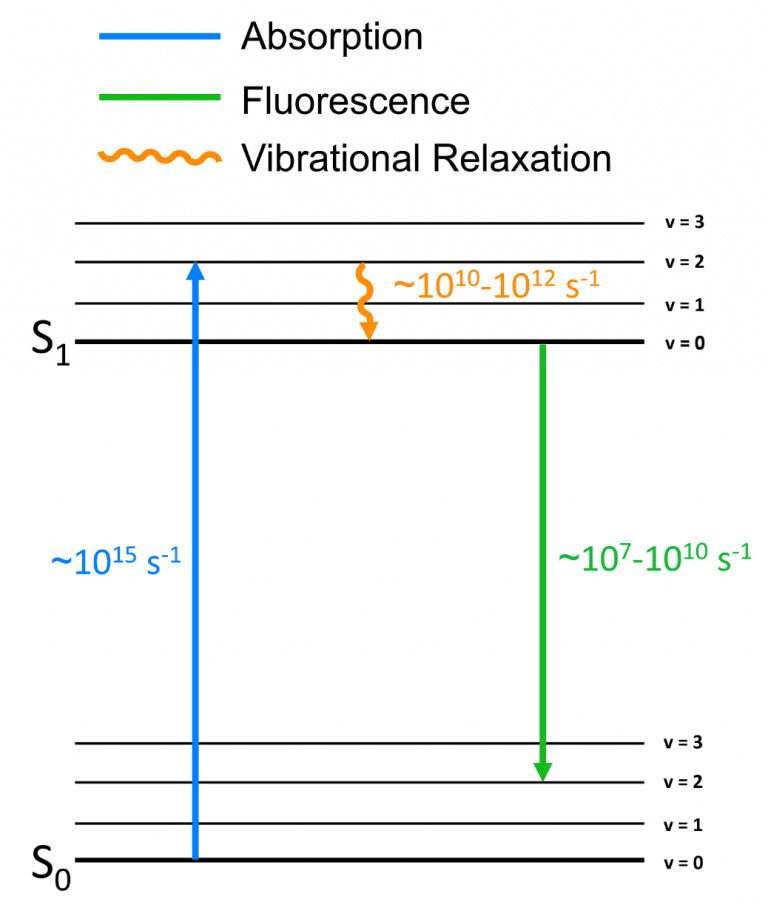 Absorption
Fluorescence
Vibrational Relaxation
v = 3
v = 2
~10¹⁰-10¹² s⁻¹
v = 1
S₁
v = 0
~10¹⁵ s⁻¹
~10⁷-10¹⁰ s⁻¹
v = 3
v = 2
v = 1
S₀
v = 0